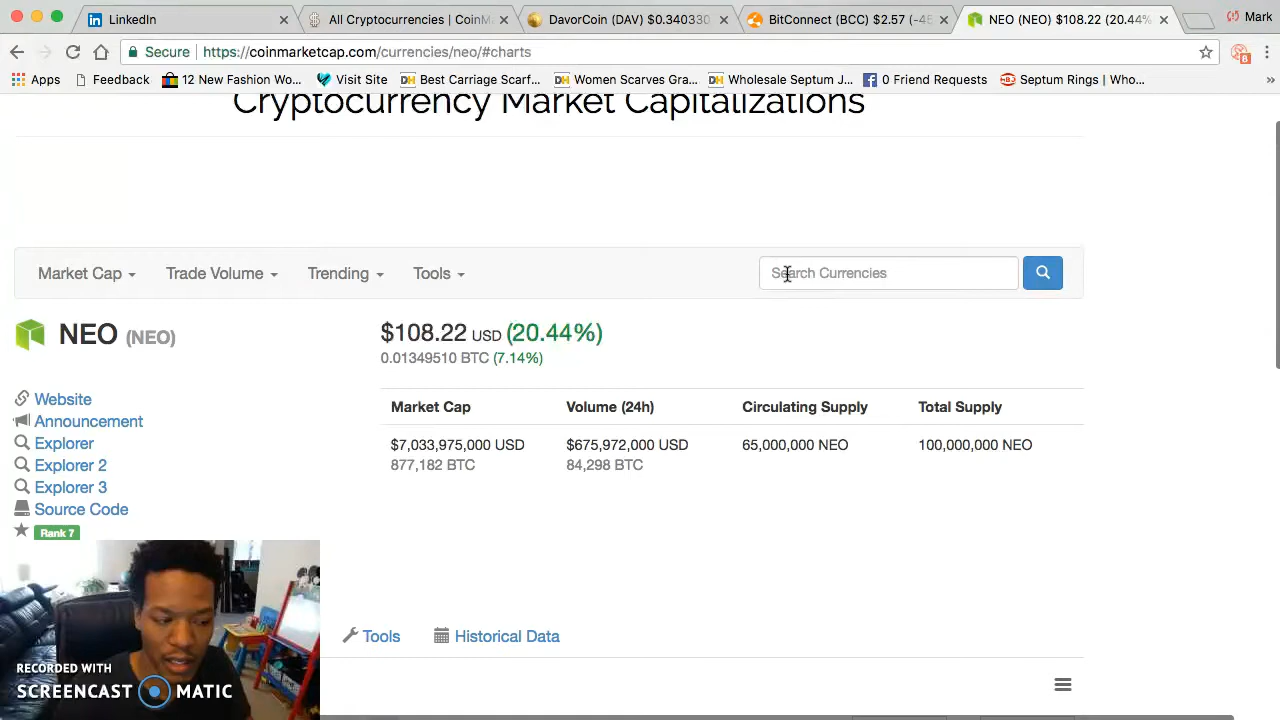 LinkedIn
All Cryptocurrencies | CoinMa
DavorCoin (DAV) $0.340330
BitConnect (BCC) $2.57 (-45
NEO (NEO) $108.22 (20.44%)
Mark
Secure | https://coinmarketcap.com/currencies/neo/#charts
Apps Feedback 12 New Fashion Wo... Visit Site DH Best Carriage Scarf... DH Women Scarves Gra... DH Wholesale Septum J... f 0 Friend Requests Septum Rings | Who... »
Cryptocurrency Market Capitalizations
Market Cap Trade Volume Trending Tools Search Currencies
NEO (NEO)
$108.22 USD (20.44%)
0.01349510 BTC (7.14%)
Website
Announcement
Explorer
Explorer 2
Explorer 3
Source Code
Rank 7
Market Cap Volume (24h) Circulating Supply Total Supply
$7,033,975,000 USD $675,972,000 USD 65,000,000 NEO 100,000,000 NEO
877,182 BTC 84,298 BTC
Tools Historical Data
RECORDED WITH
SCREENCAST MATIC